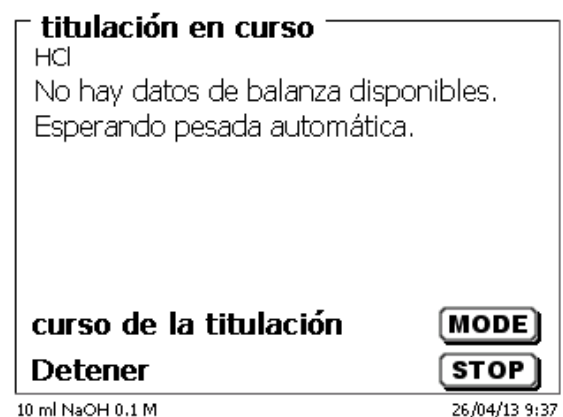 titulación en curso
HCl
No hay datos de balanza disponibles.
Esperando pesada automática.
curso de la titulación MODE
Detener STOP
10 ml NaOH 0.1 M 26/04/13 9:37